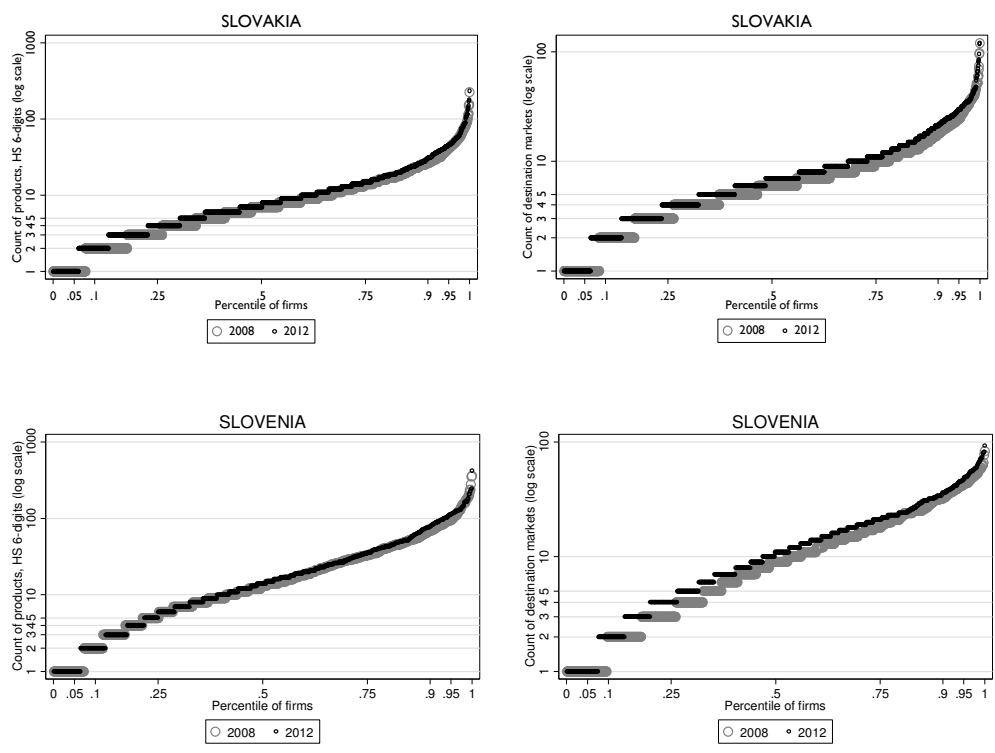 SLOVAKIA
Count of products, HS 6-digits (log scale)
1000
100
10
5
4
3
2
1
0 .05 .1 .25 .5 .75 .9 .95 1
Percentile of firms
2008 2012
SLOVAKIA
Count of destination markets (log scale)
100
10
5
4
3
2
1
0 .05 .1 .25 .5 .75 .9 .95 1
Percentile of firms
2008 2012
SLOVENIA
Count of products, HS 6-digits (log scale)
1000
100
10
5
4
3
2
1
0 .05 .1 .25 .5 .75 .9 .95 1
Percentile of firms
2008 2012
SLOVENIA
Count of destination markets (log scale)
100
10
5
4
3
2
1
0 .05 .1 .25 .5 .75 .9 .95 1
Percentile of firms
2008 2012